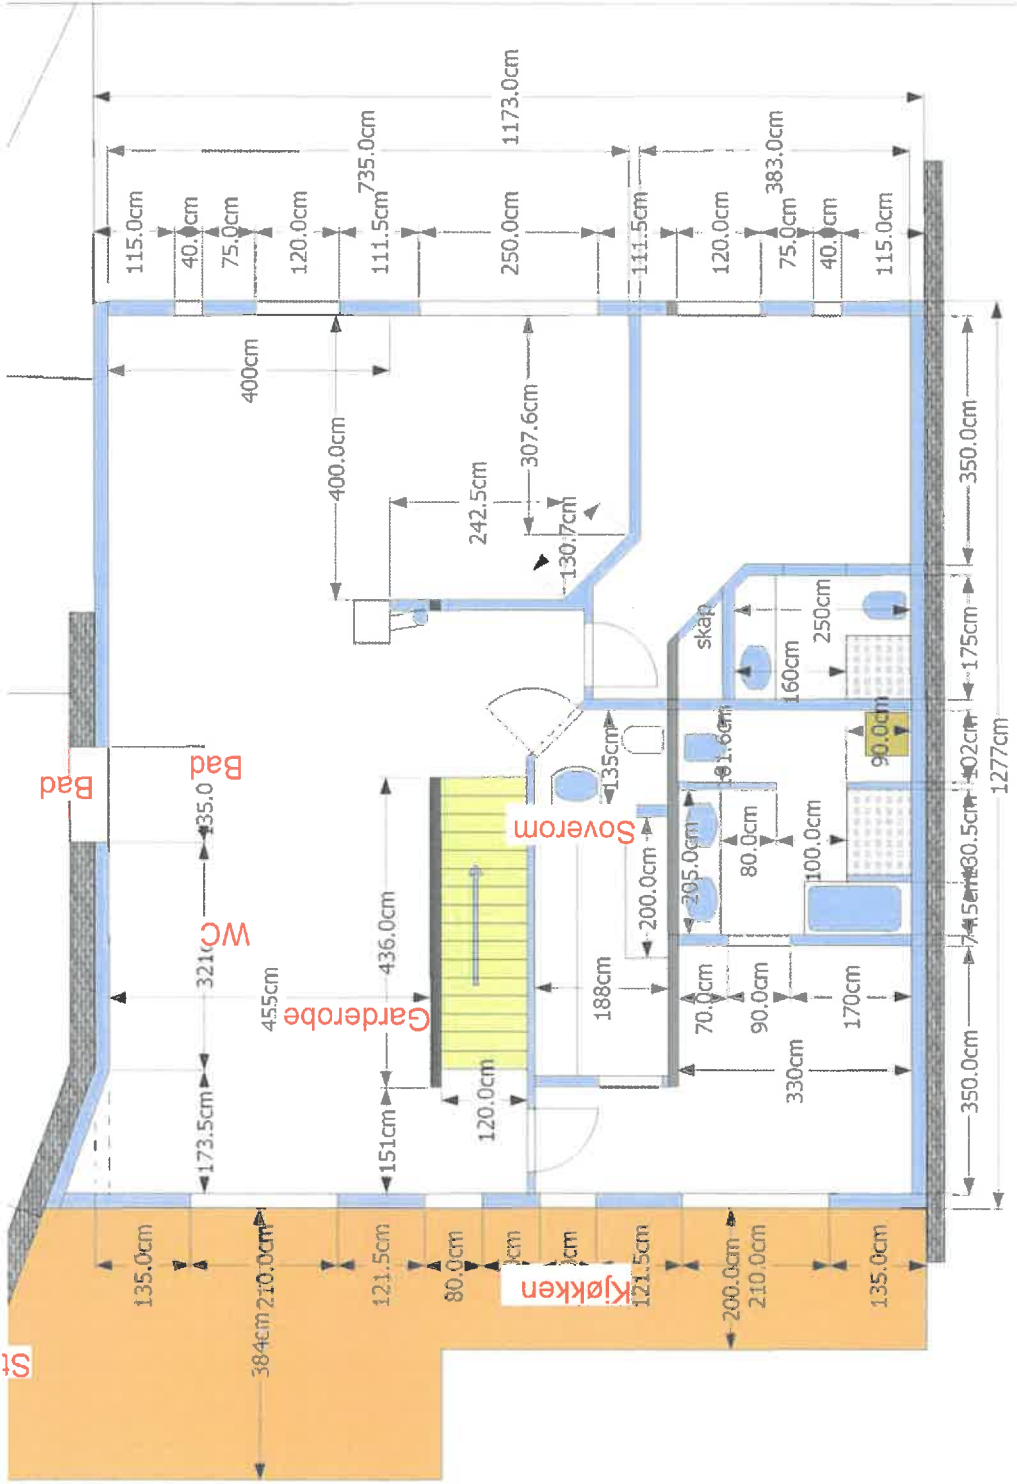 1173.0cm
735.0cm
383.0cm
115.0cm
40.0cm
75.0cm
120.0cm
111.5cm
250.0cm
111.5cm
120.0cm
75.0cm
40.0cm
115.0cm
400cm
400.0cm
307.6cm
242.5cm
130.7cm
skap
250cm
160cm
350.0cm
175cm
1277cm
102cm
90.0cm
135cm
Bad
Bad
135.0
Soverom
205.0cm
80.0cm
100.0cm
130.5cm
200.0cm
436.0cm
WC
455cm
Garderobe
188cm
70.0cm
90.0cm
170cm
330cm
350.0cm
173.5cm
151cm
120.0cm
135.0cm
210.0cm
121.5cm
80.0cm
Kjøkken
121.5cm
210.0cm
135.0cm
384cm
200.0cm